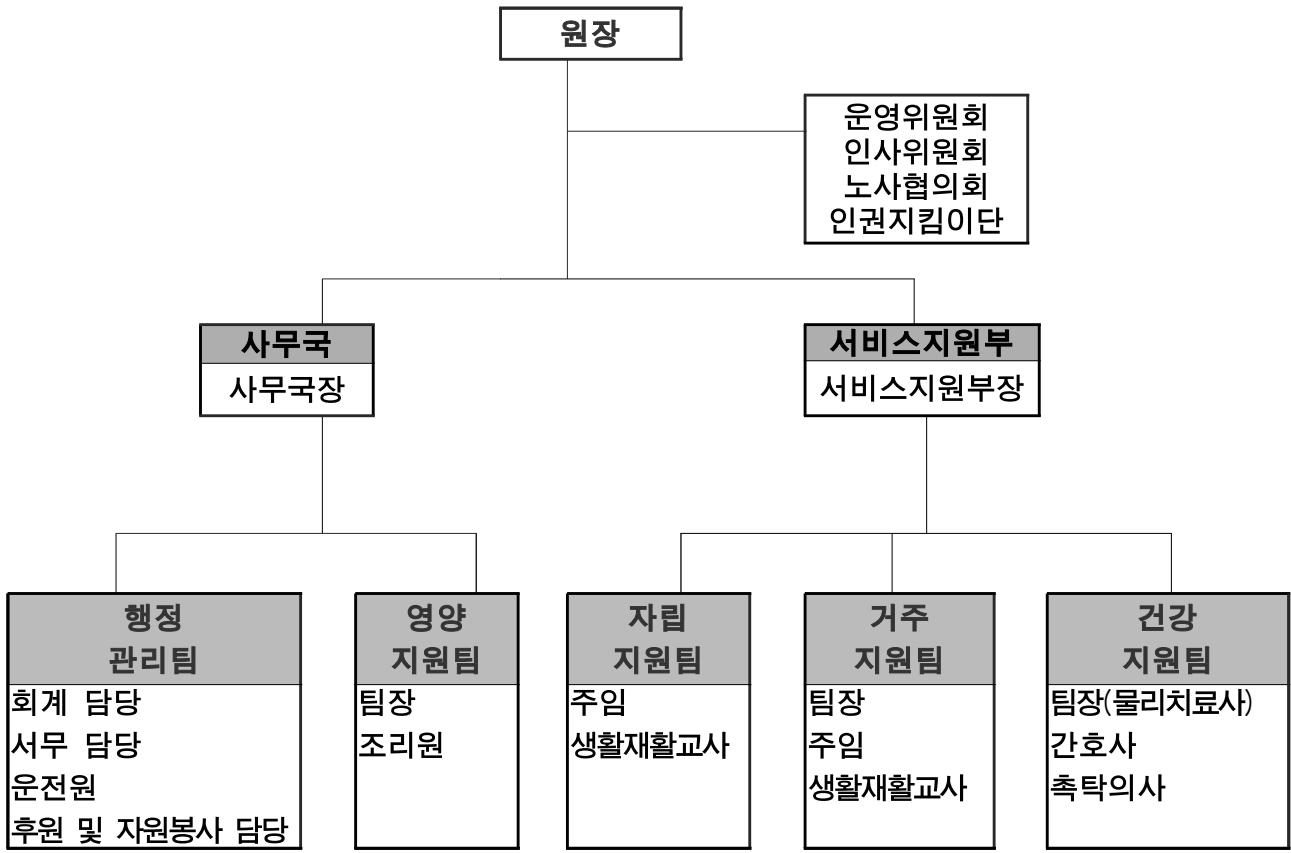 원장
운영위원회
인사위원회
노사협의회
인권지킴이단
사무국
사무국장
서비스지원부
서비스지원부장
행정
관리팀
회계 담당
서무 담당
운전원
후원 및 자원봉사 담당
영양
지원팀
팀장
조리원
자립
지원팀
주임
생활재활교사
거주
지원팀
팀장
주임
생활재활교사
건강
지원팀
팀장(물리치료사)
간호사
촉탁의사